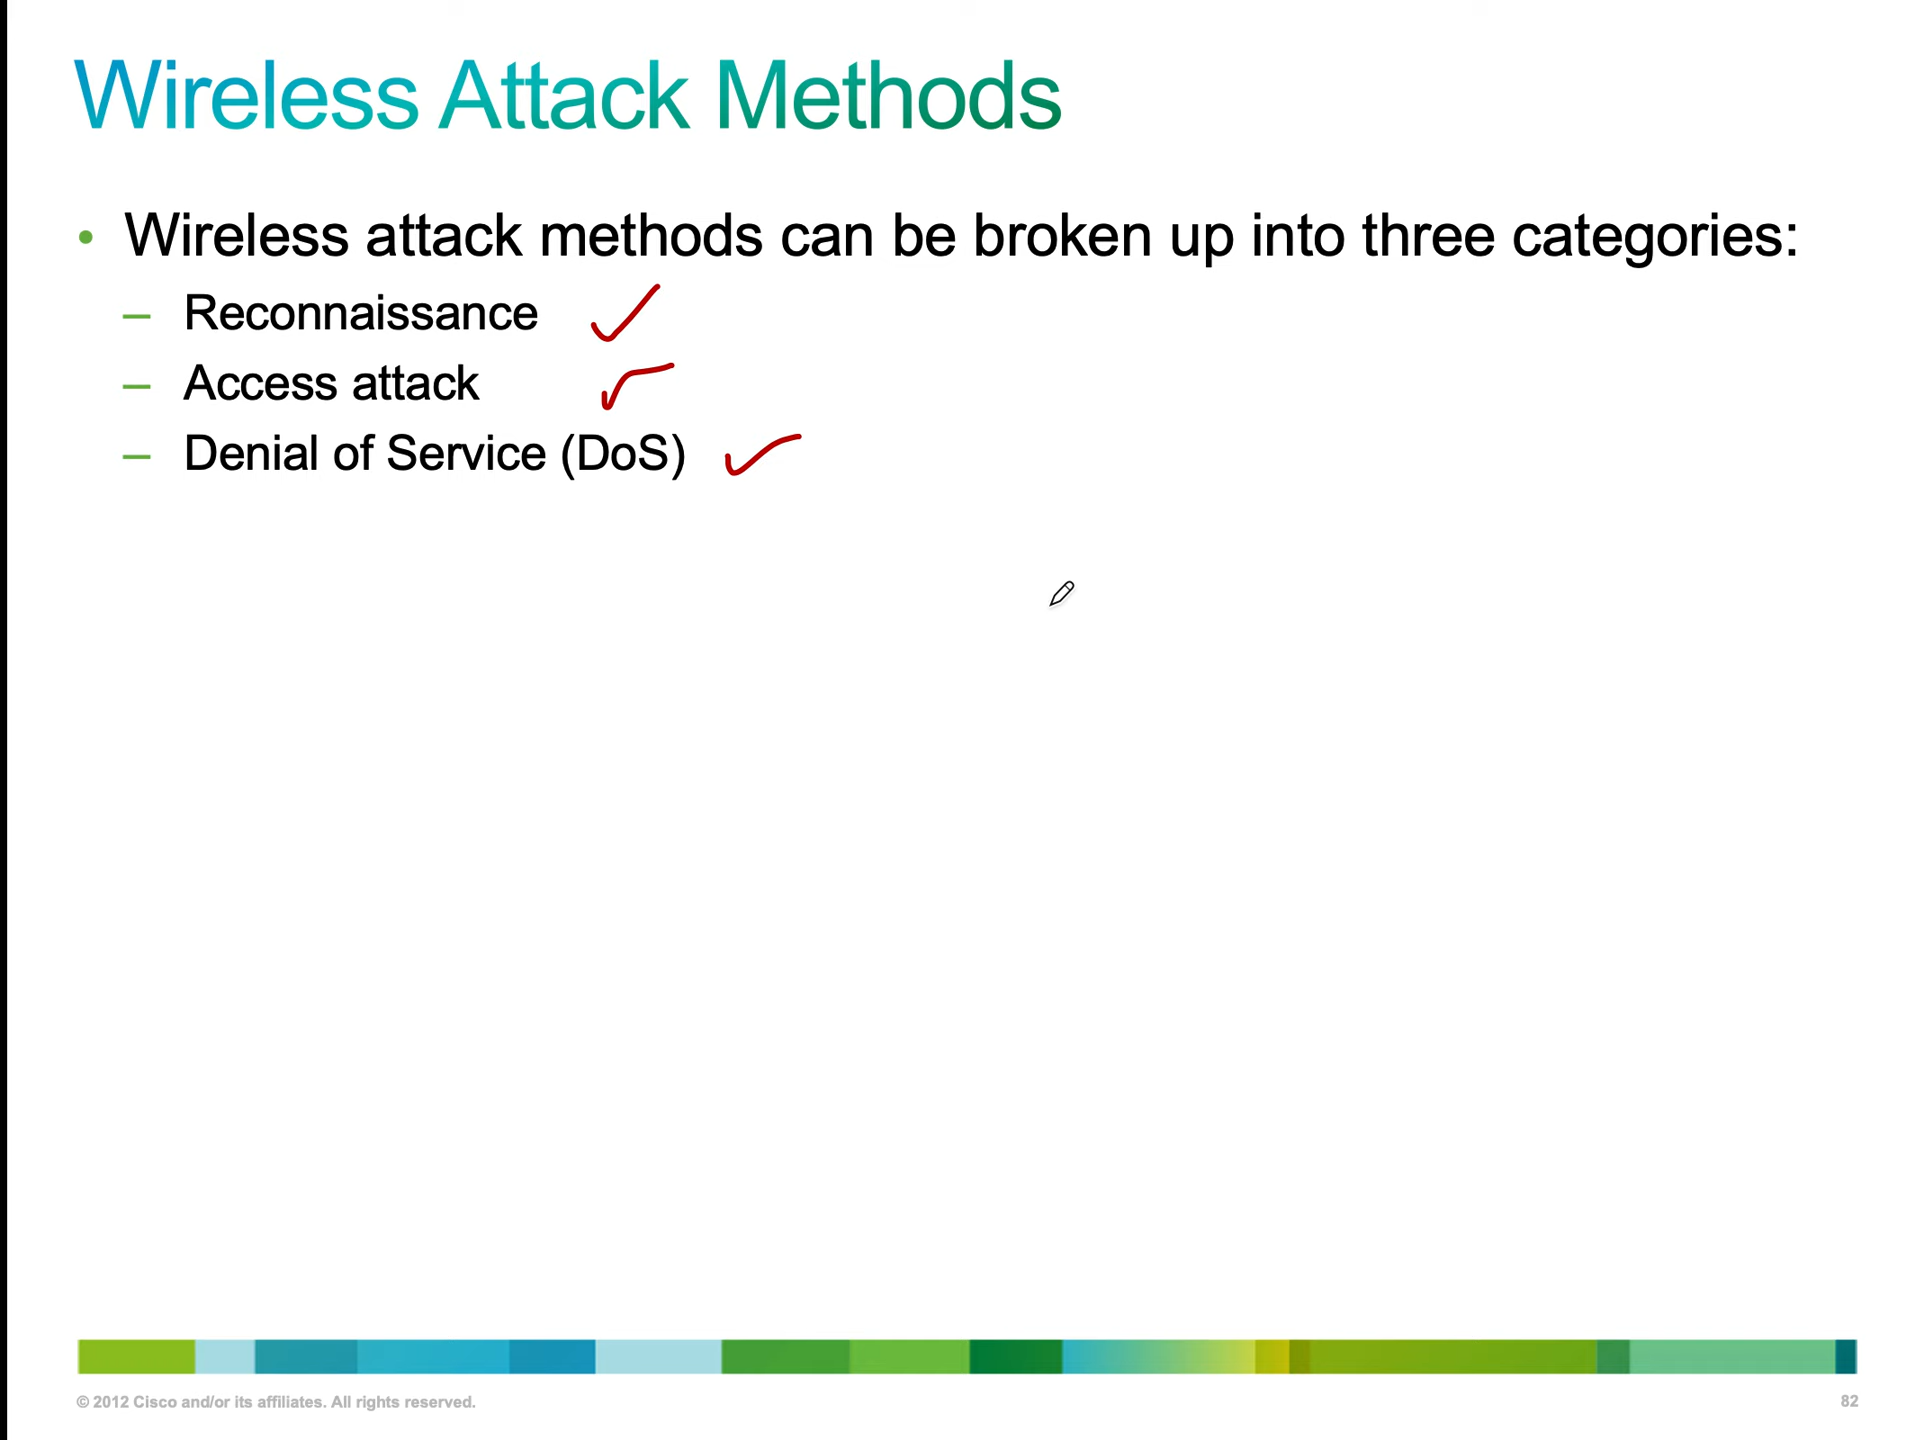 Wireless Attack Methods
• Wireless attack methods can be broken up into three categories:
– Reconnaissance
– Access attack
– Denial of Service (DoS)
© 2012 Cisco and/or its affiliates. All rights reserved.
82